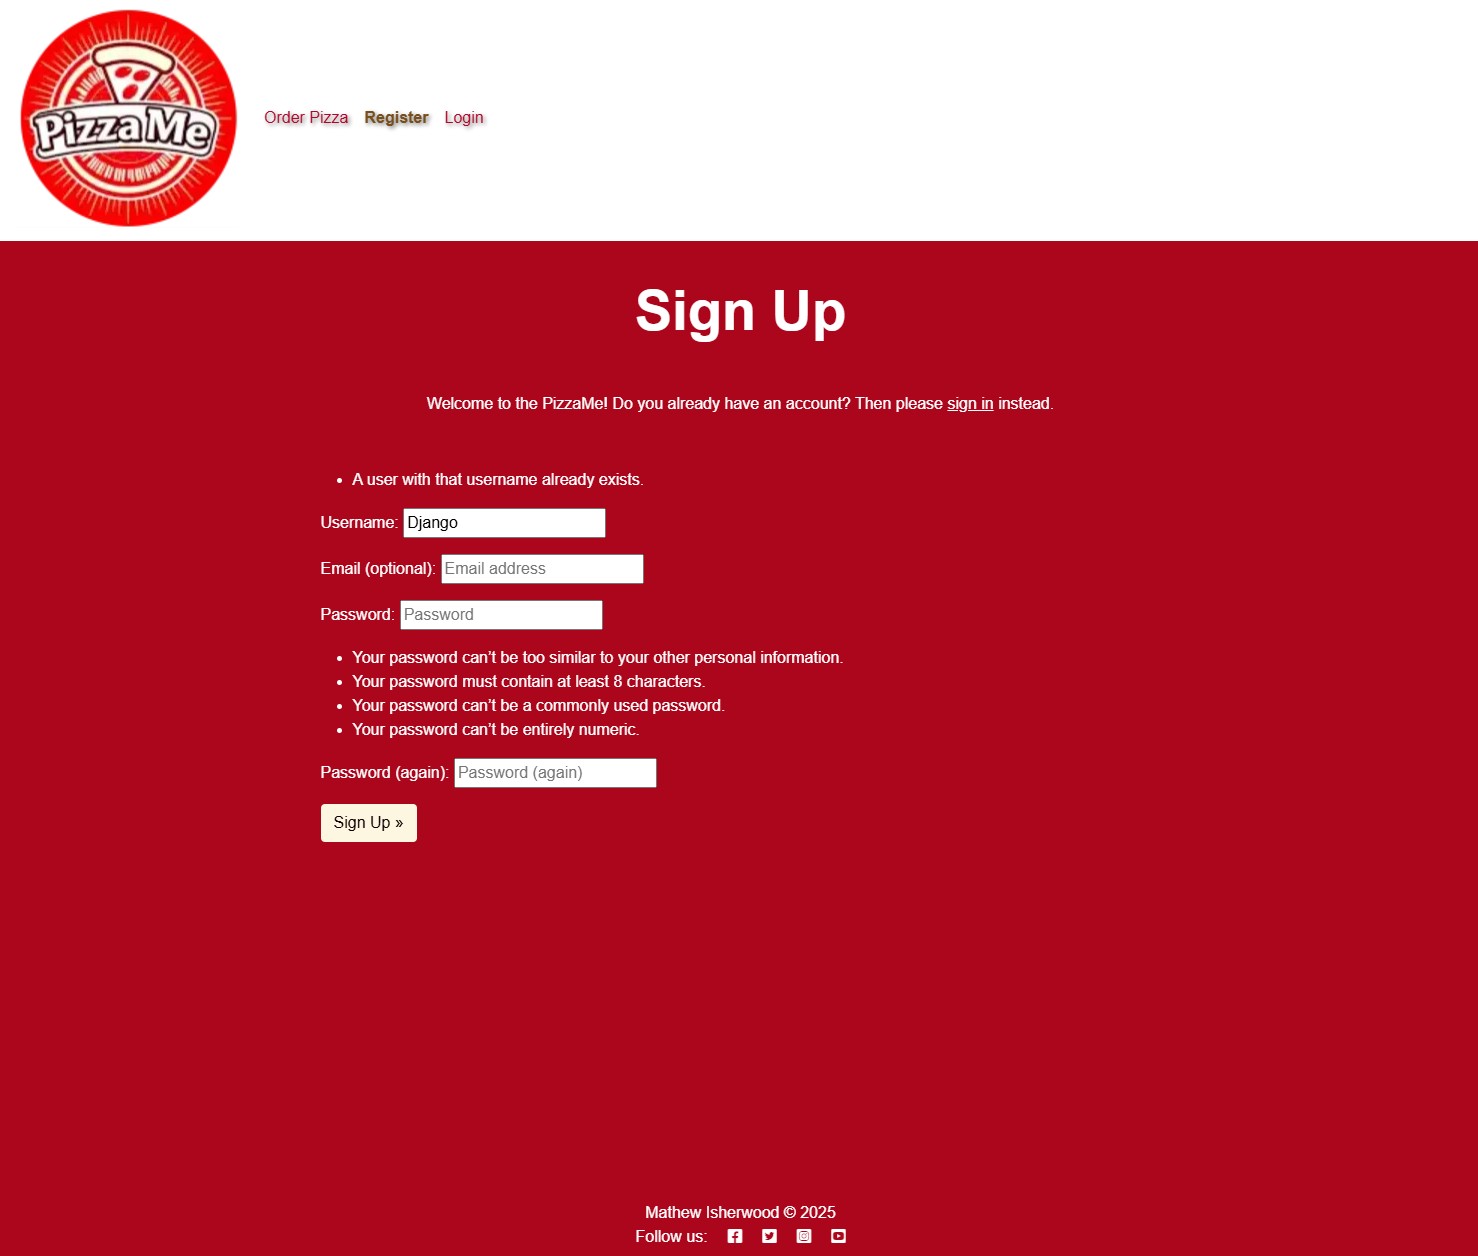 PizzaMe
Order Pizza Register Login
Sign Up
Welcome to the PizzaMe! Do you already have an account? Then please sign in instead.
• A user with that username already exists.
Username: Django
Email (optional): Email address
Password: Password
• Your password can’t be too similar to your other personal information.
• Your password must contain at least 8 characters.
• Your password can’t be a commonly used password.
• Your password can’t be entirely numeric.
Password (again): Password (again)
Sign Up »
Mathew Isherwood © 2025
Follow us: